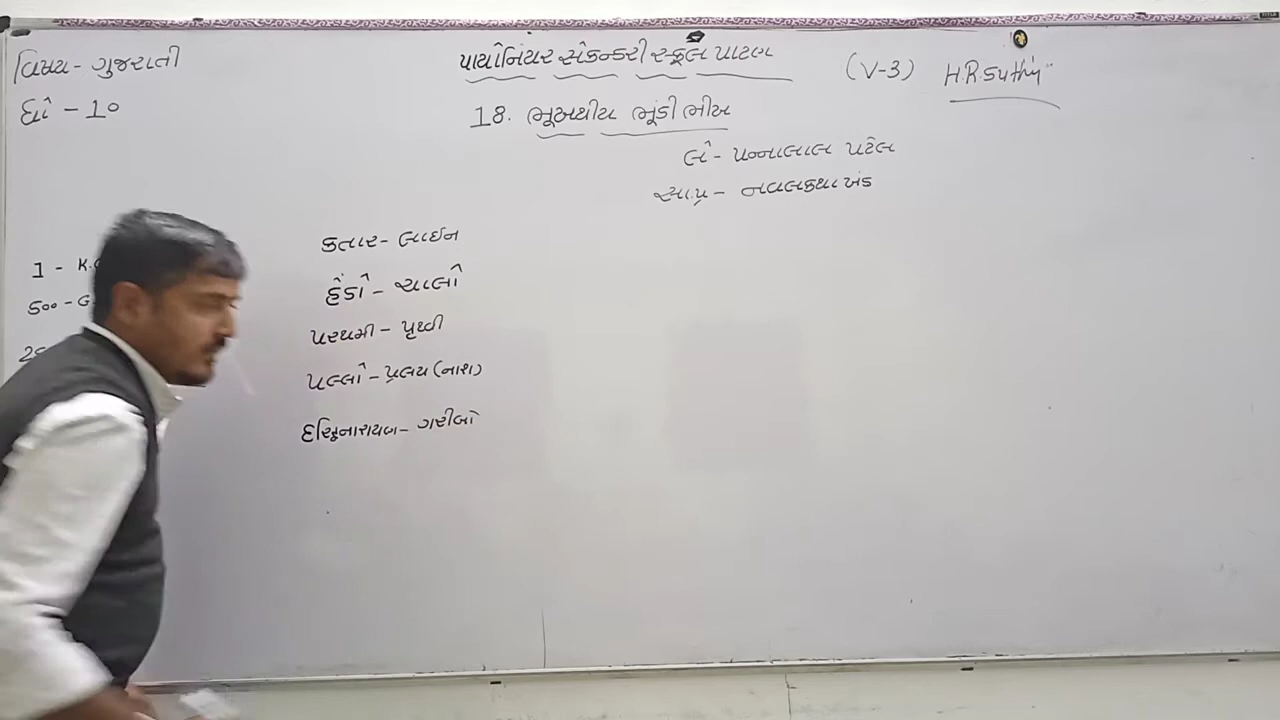 વિષય- ગુજરાતી
ધો - 10
પાયોનિયર સેકન્ડરી સ્કૂલ પાટણ
(V-3)
18. ભૂખથીય ભૂંડી ભીખ
લે - પન્નાલાલ પટેલ
સા.પ્ર - નવલકથા ખંડ
કતાર - લાઇન
હેંડો - ચાલો
પરથમી - પૃથ્વી
પલ્લો - પ્રલય (નાશ)
દરિદ્રનારાયણ - ગરીબો
1 -
500 -